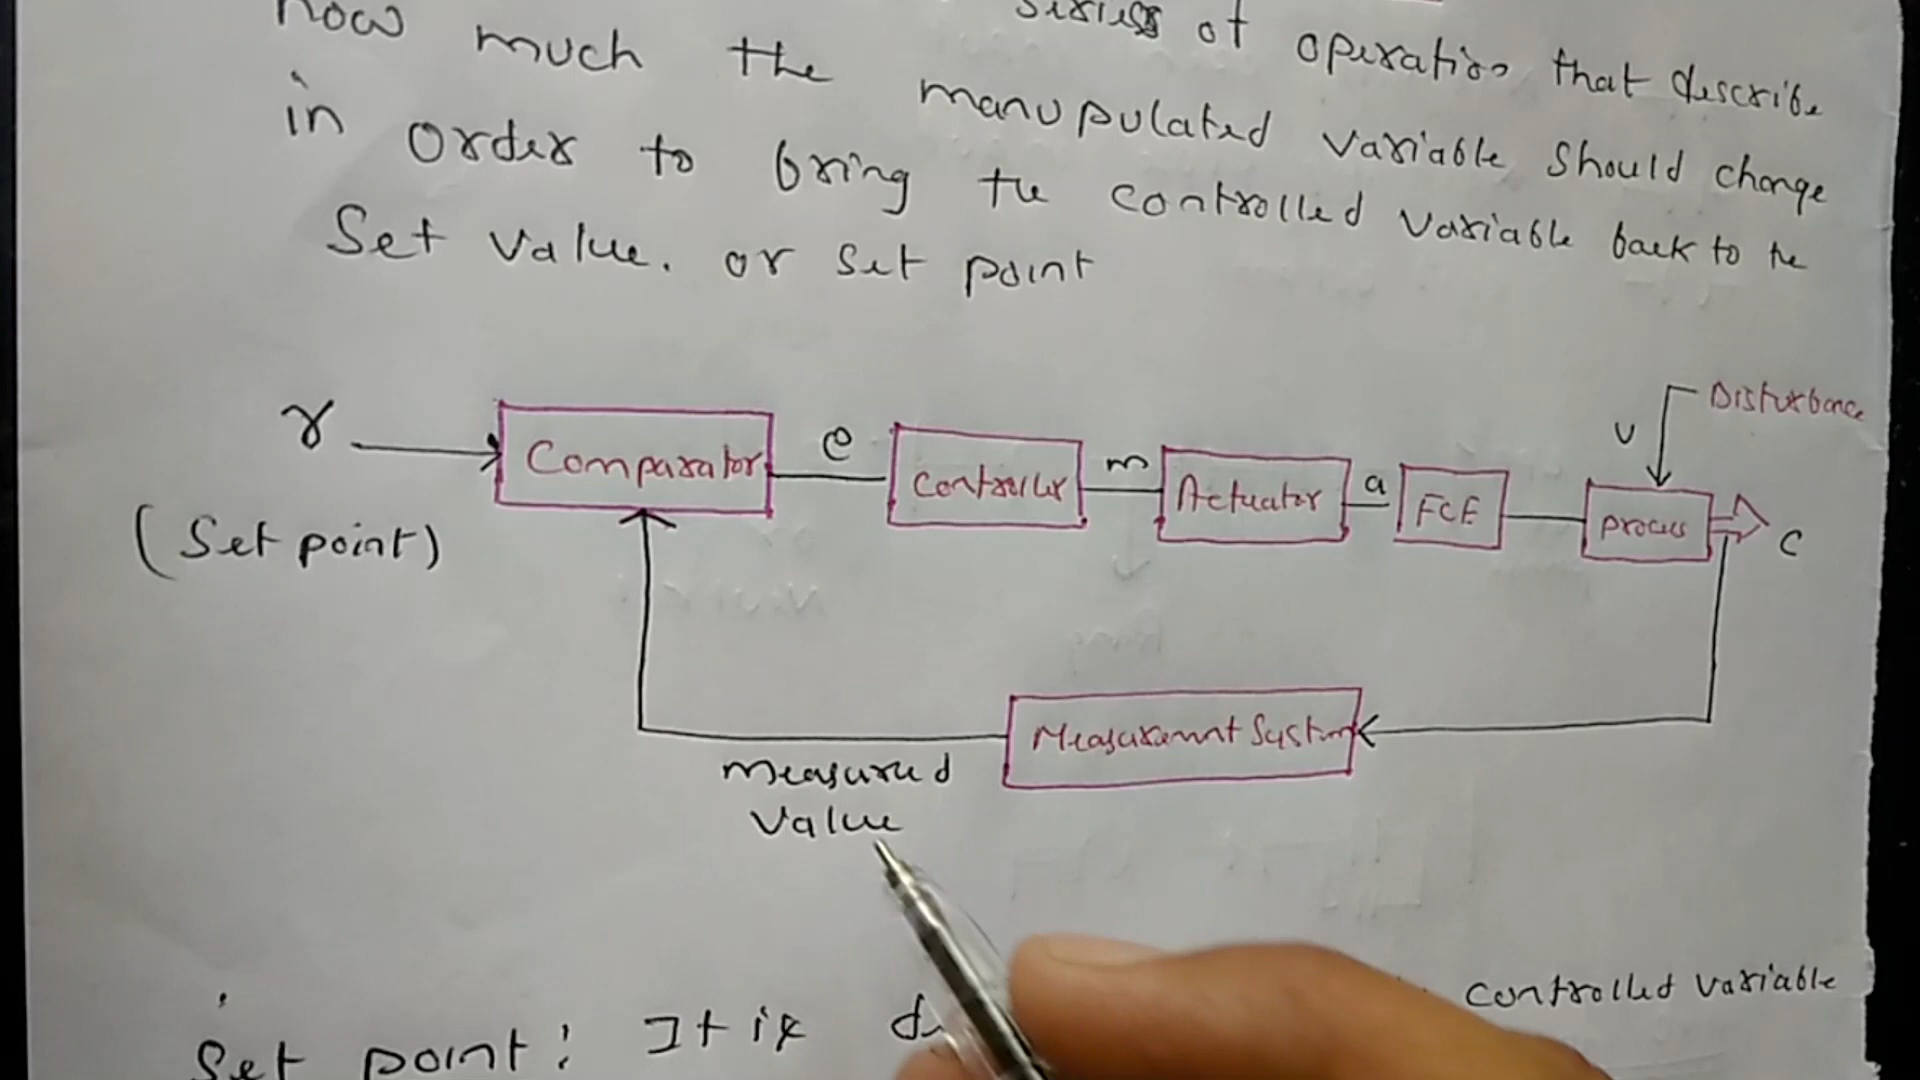 how much the series of operation that describe
manupulated variable should change
in order to bring the controlled variable back to the
Set value. or set point
r
(Set point)
Comparator
e
Controller
m
Actuator
a
FCE
process
U
Disturbance
C
Measurement System
measured
value
controlled variable
Set point: It is